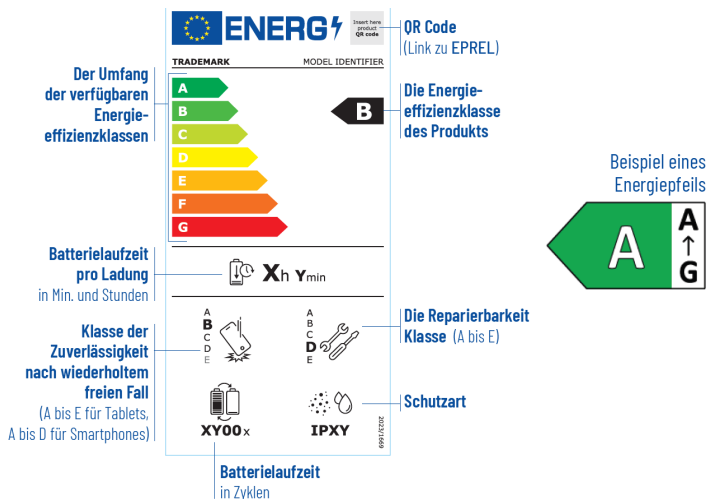 ENERG
Insert here
product
QR code
QR Code
(Link zu EPREL)
TRADEMARK
MODEL IDENTIFIER
Der Umfang
der verfügbaren
Energie-
effizienzklassen
A
B
C
D
E
F
G
B
Die Energie-
effizienzklasse
des Produkts
Beispiel eines
Energiepfeils
A
A
↑
G
Batterielaufzeit
pro Ladung
in Min. und Stunden
Xh Ymin
Klasse der
Zuverlässigkeit
nach wiederholtem
freien Fall
(A bis E für Tablets,
A bis D für Smartphones)
A
B
C
D
E
A
B
C
D
E
Die Reparierbarkeit
Klasse (A bis E)
XY00x
IPXY
Schutzart
2023/1669
Batterielaufzeit
in Zyklen